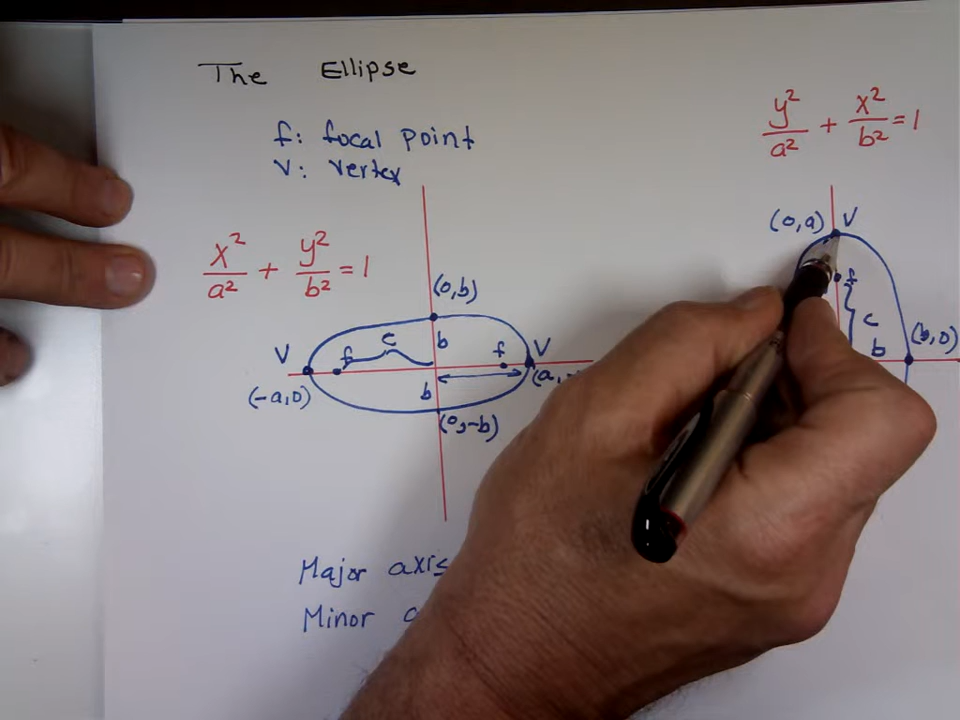 The Ellipse
f: focal point
V: vertex
y²/a² + x²/b² = 1
x²/a² + y²/b² = 1
(0,a) V
f
c
b
(b,0)
(0,b)
b
c
V f f V
(-a,0)
b
(a,
(0,-b)
Major axis
Minor